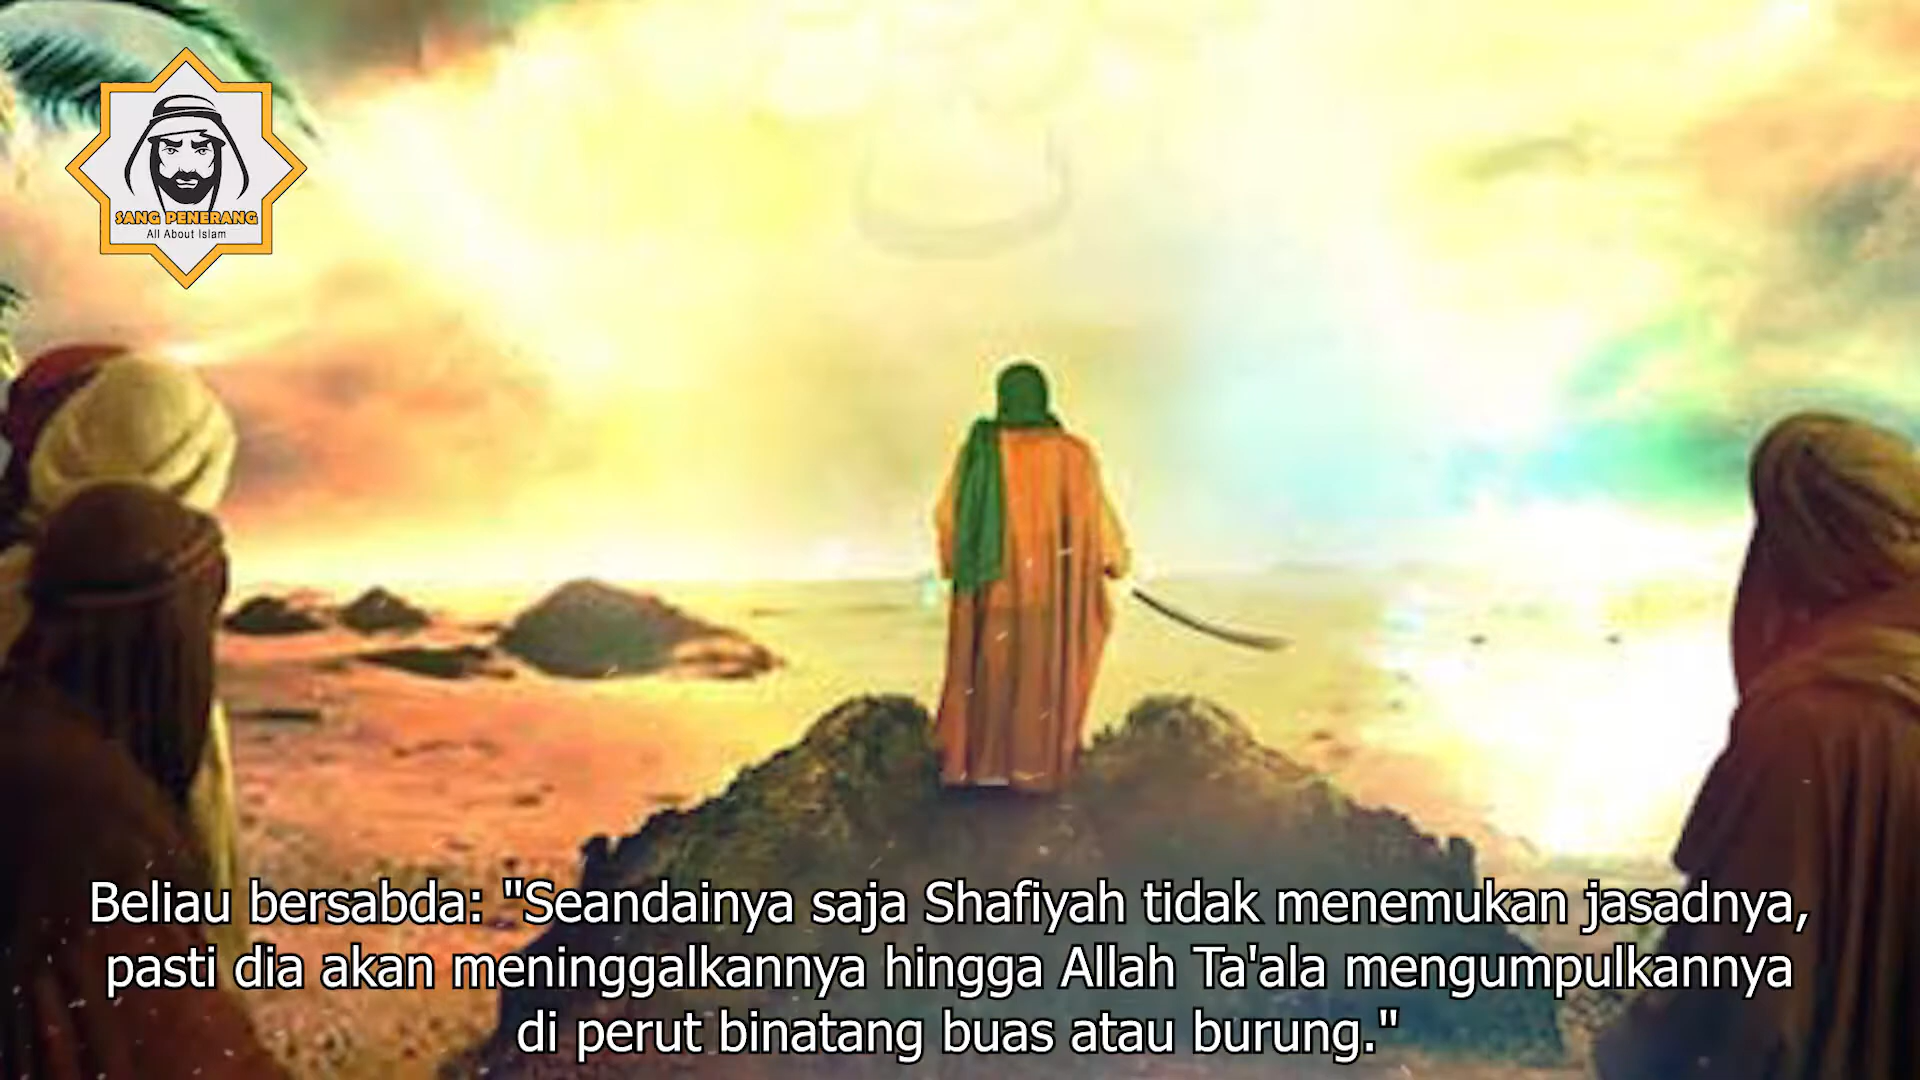 SANG PENERANG
All About Islam
Beliau bersabda: "Seandainya saja Shafiyah tidak menemukan jasadnya,
pasti dia akan meninggalkannya hingga Allah Ta'ala mengumpulkannya
di perut binatang buas atau burung."